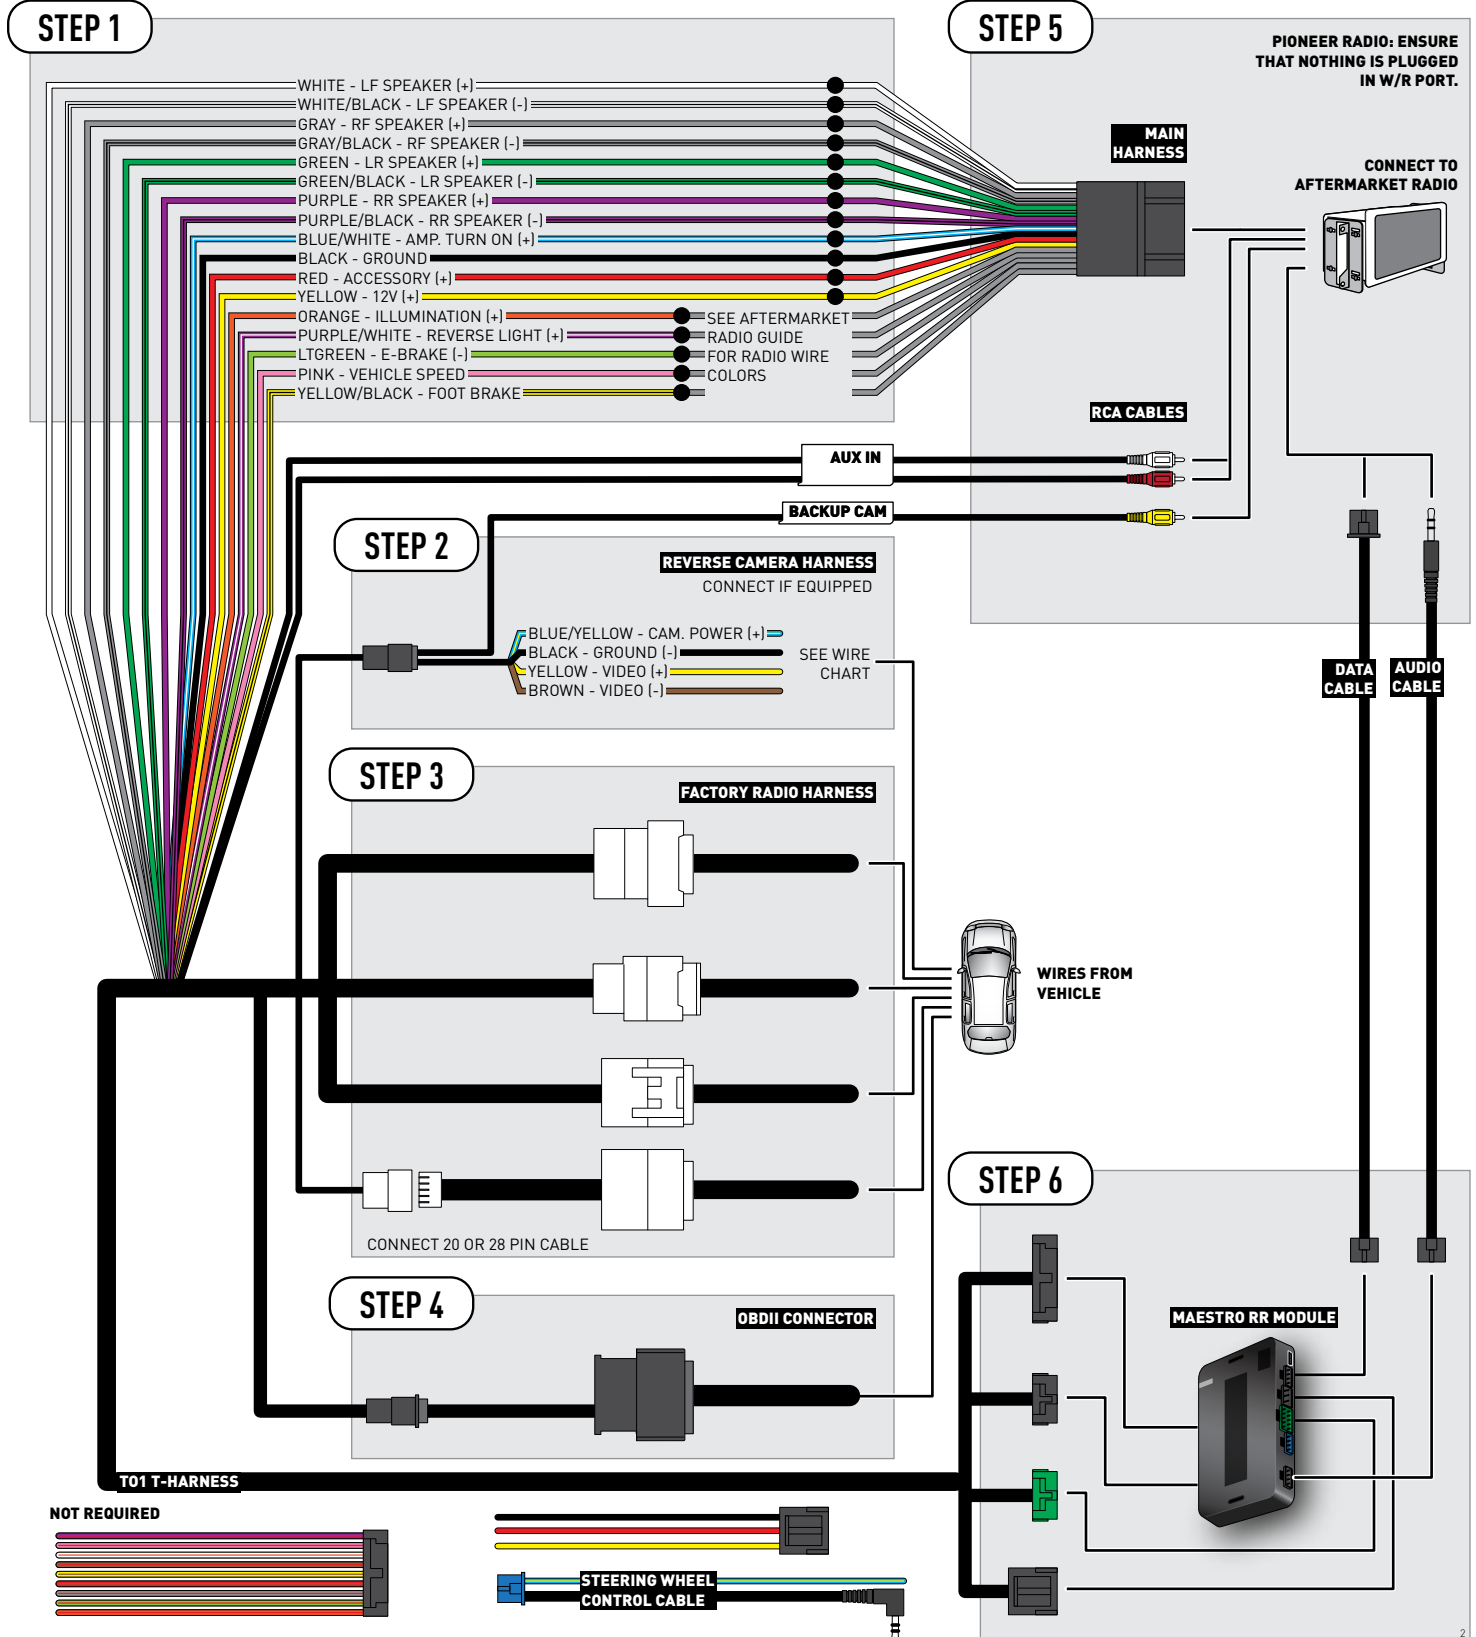 STEP 1
WHITE - LF SPEAKER (+)
WHITE/BLACK - LF SPEAKER (-)
GRAY - RF SPEAKER (+)
GRAY/BLACK - RF SPEAKER (-)
GREEN - LR SPEAKER (+)
GREEN/BLACK - LR SPEAKER (-)
PURPLE - RR SPEAKER (+)
PURPLE/BLACK - RR SPEAKER (-)
BLUE/WHITE - AMP. TURN ON (+)
BLACK - GROUND
RED - ACCESSORY (+)
YELLOW - 12V (+)
ORANGE - ILLUMINATION (+)
PURPLE/WHITE - REVERSE LIGHT (+)
LTGREEN - E-BRAKE (-)
PINK - VEHICLE SPEED
YELLOW/BLACK - FOOT BRAKE
SEE AFTERMARKET
RADIO GUIDE
FOR RADIO WIRE
COLORS
STEP 5
PIONEER RADIO: ENSURE
THAT NOTHING IS PLUGGED
IN W/R PORT.
MAIN
HARNESS
CONNECT TO
AFTERMARKET RADIO
RCA CABLES
AUX IN
BACKUP CAM
DATA
CABLE
AUDIO
CABLE
STEP 2
REVERSE CAMERA HARNESS
CONNECT IF EQUIPPED
BLUE/YELLOW - CAM. POWER (+)
BLACK - GROUND (-)
YELLOW - VIDEO (+)
BROWN - VIDEO (-)
SEE WIRE
CHART
STEP 3
FACTORY RADIO HARNESS
CONNECT 20 OR 28 PIN CABLE
WIRES FROM
VEHICLE
STEP 4
OBDII CONNECTOR
STEP 6
MAESTRO RR MODULE
T01 T-HARNESS
NOT REQUIRED
STEERING WHEEL
CONTROL CABLE
2